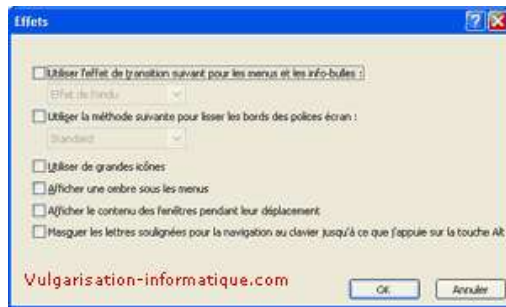 Effets
Utiliser l'effet de transition suivant pour les menus et les info-bulles :
Effet de fondu
Utiliser la méthode suivante pour lisser les bords des polices écran :
Standard
Utiliser de grandes icônes
Afficher une ombre sous les menus
Afficher le contenu des fenêtres pendant leur déplacement
Masquer les lettres soulignées pour la navigation au clavier jusqu'à ce que j'appuie sur la touche Alt
Vulgarisation-informatique.com
OK
Annuler